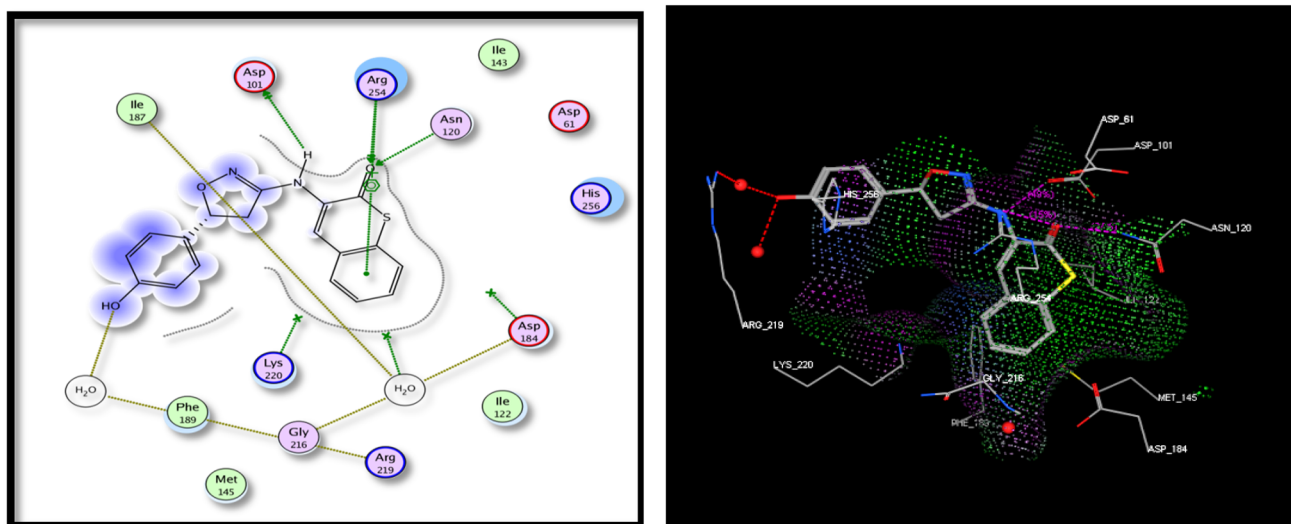 Ile
143
Asp
101
Arg
254
Ile
187
Asn
120
Asp
61
H
N
O
N
O
S
His
256
HO
Asp
184
Lys
220
H₂O
H₂O
Phe
189
Ile
122
Gly
216
Arg
219
Met
145
ASP_61
ASP_101
HIS_256
ASN_120
ARG_254
ARG_219
LYS_220
GLY_216
MET_145
ASP_184